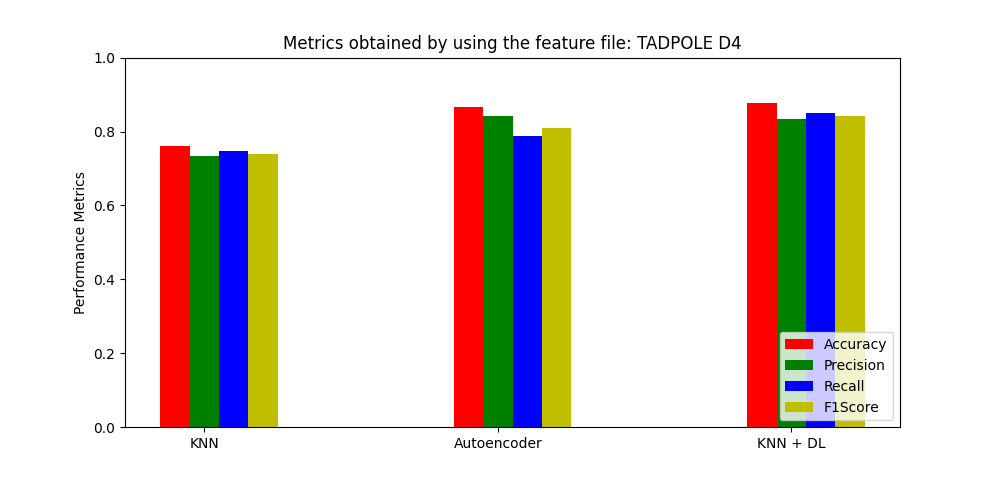 Metrics obtained by using the feature file: TADPOLE D4
Performance Metrics
1.0
0.8
0.6
0.4
0.2
0.0
KNN
Autoencoder
KNN + DL
Accuracy
Precision
Recall
F1Score